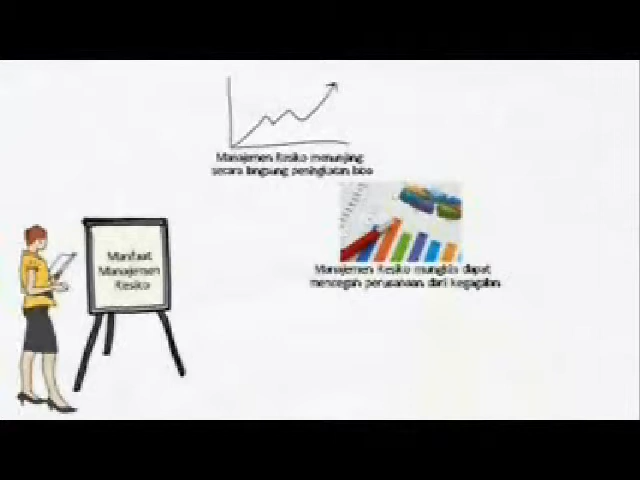 Manajemen Resiko menunjang
secara langsung peningkatan laba
Manajemen Resiko mungkin dapat
mencegah perusahaan dari kegagalan
Manfaat
Manajemen
Resiko